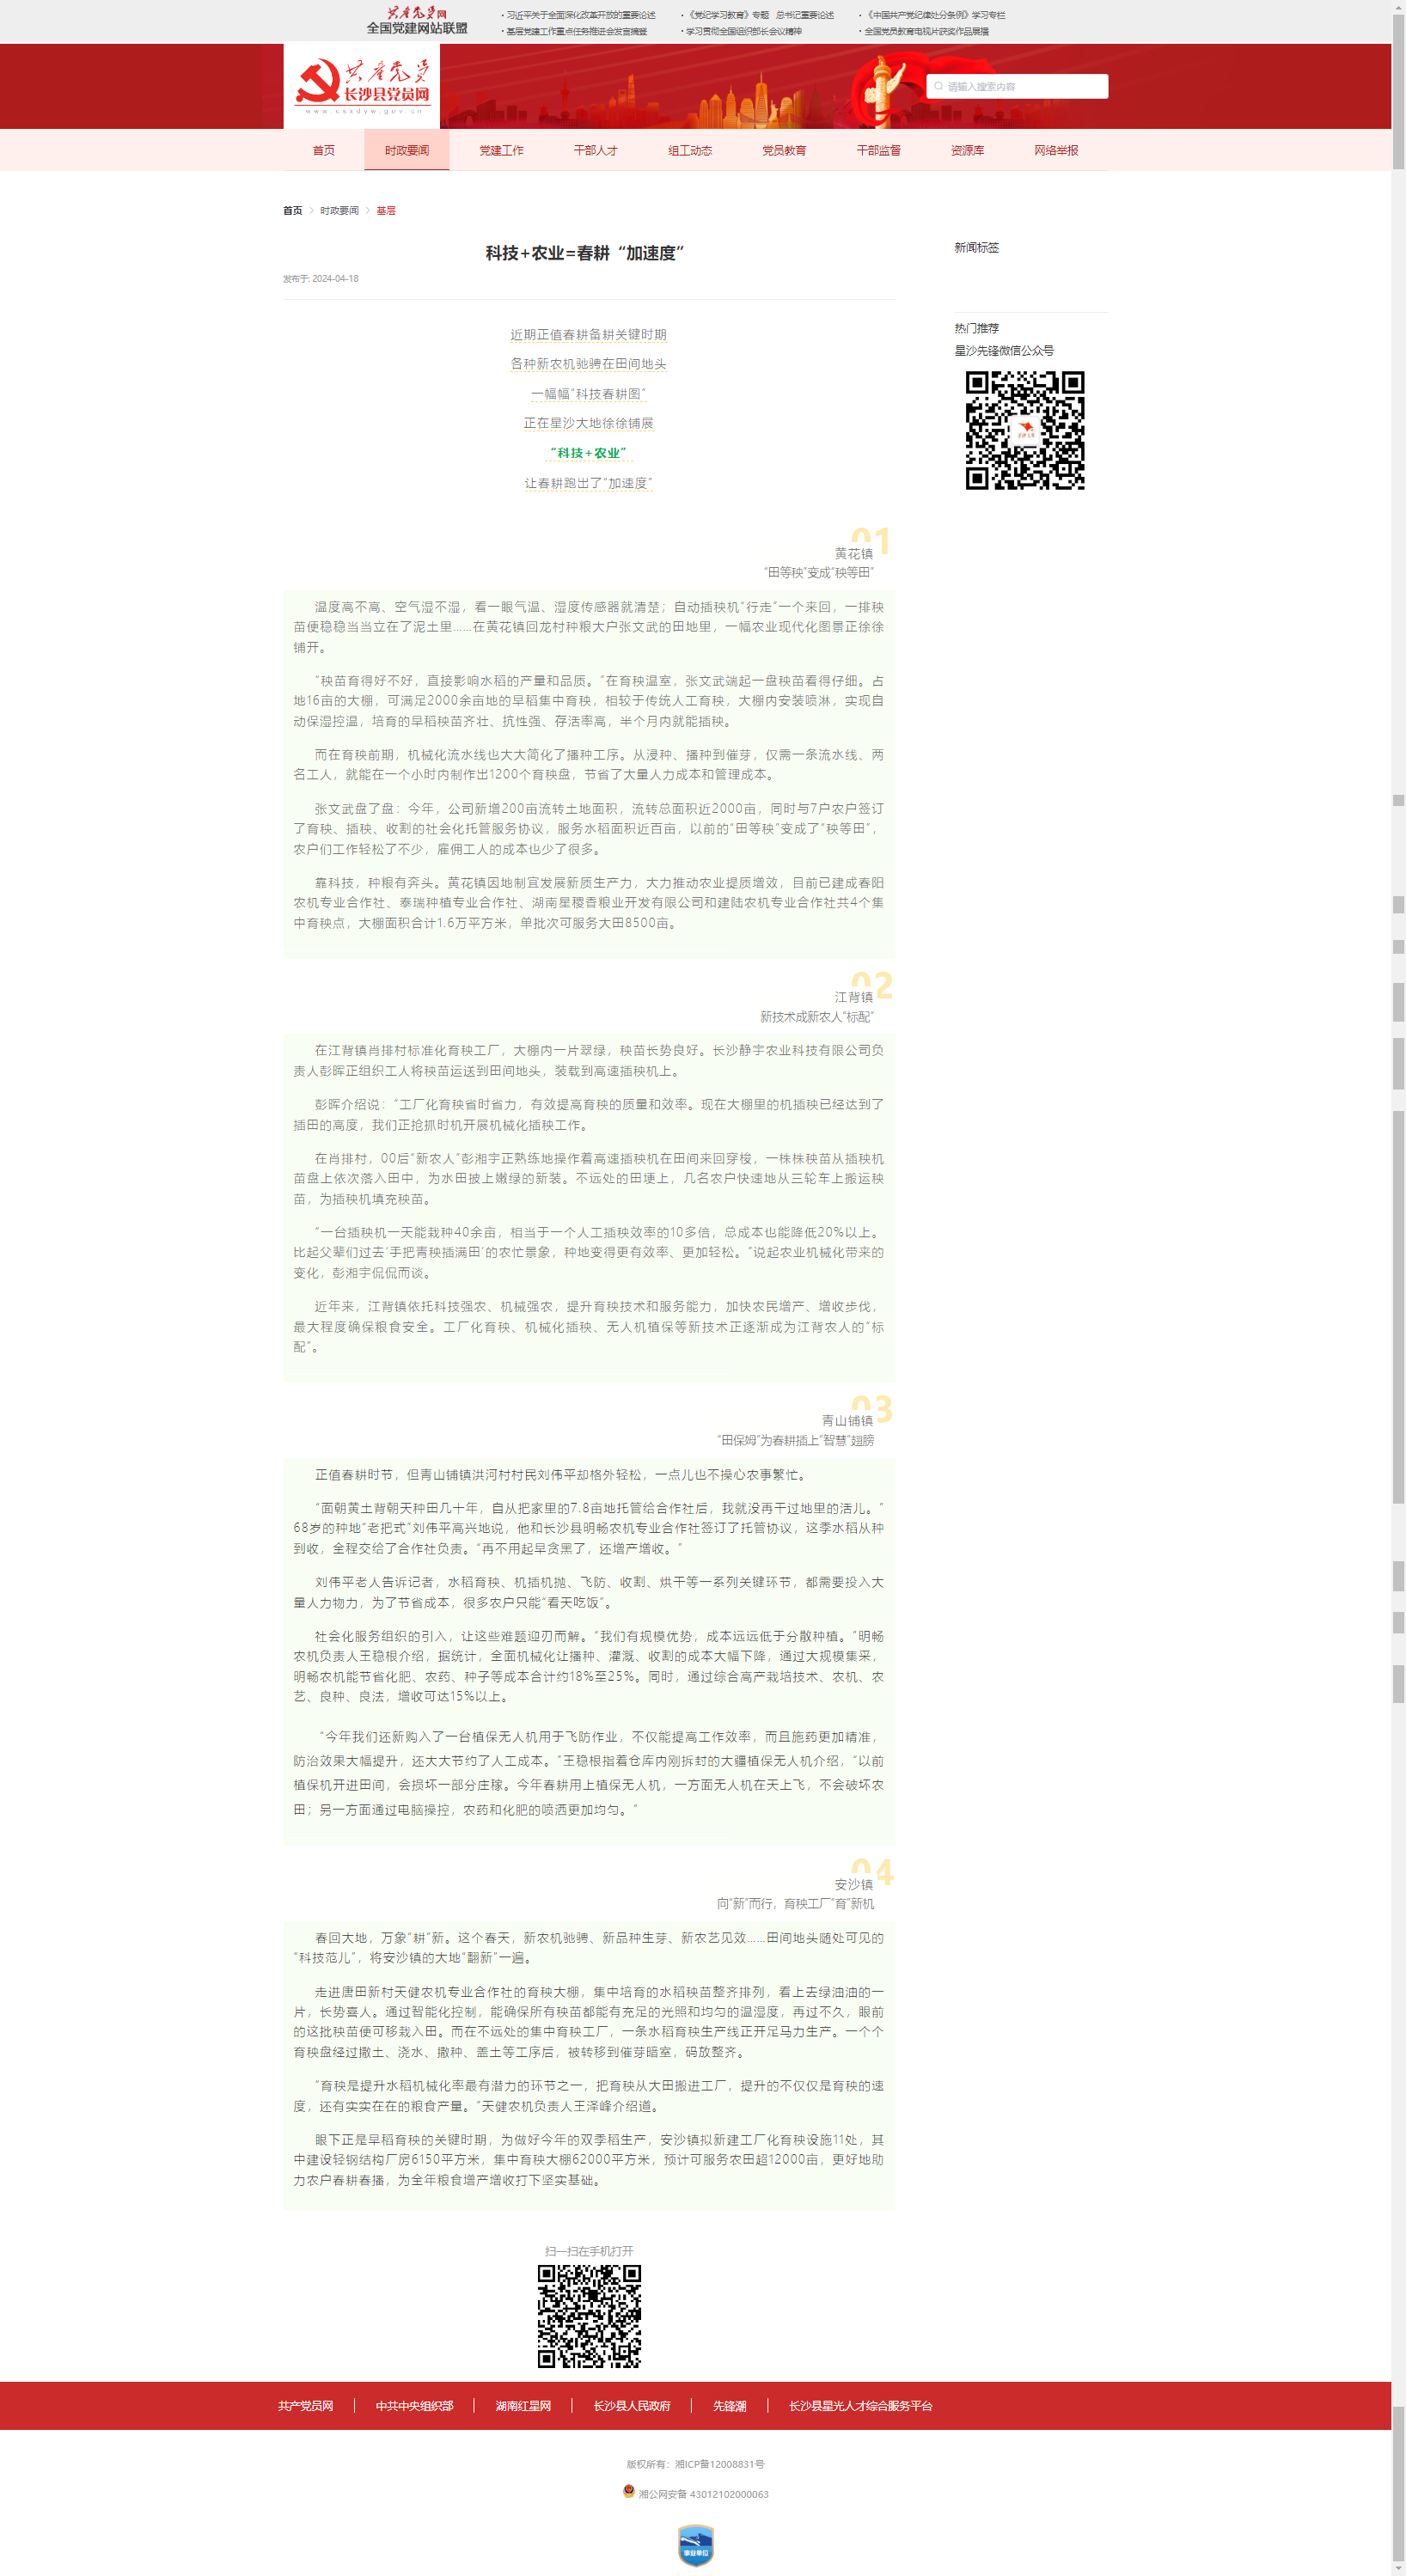 共产党员网
全国党建网站联盟
· 习近平关于全面深化改革开放的重要论述
· 《党纪学习教育》专题 总书记重要论述
· 《中国共产党纪律处分条例》学习专栏
· 基层党建工作重点任务推进会发言摘登
· 学习贯彻全国组织部长会议精神
· 全国党员教育电视片获奖作品展播
共产党员
长沙县党员网
www.csxdyw.gov.cn
请输入搜索内容
首页 时政要闻 党建工作 干部人才 组工动态 党员教育 干部监督 资源库 网络举报
首页 > 时政要闻 > 基层
科技+农业=春耕“加速度”
发布于: 2024-04-18
新闻标签
热门推荐
星沙先锋微信公众号
近期正值春耕备耕关键时期
各种新农机驰骋在田间地头
一幅幅“科技春耕图”
正在星沙大地徐徐铺展
“科技+农业”
让春耕跑出了“加速度”
01
黄花镇
“田等秧”变成“秧等田”
温度高不高、空气湿不湿，看一眼气温、湿度传感器就清楚；自动插秧机“行走”一个来回，一排秧
苗便稳稳当当立在了泥土里……在黄花镇回龙村种粮大户张文武的田地里，一幅农业现代化图景正徐徐
铺开。
“秧苗育得好不好，直接影响水稻的产量和品质。”在育秧温室，张文武端起一盘秧苗看得仔细。占
地16亩的大棚，可满足2000余亩地的早稻集中育秧，相较于传统人工育秧，大棚内安装喷淋，实现自
动保湿控温，培育的早稻秧苗齐壮、抗性强、存活率高，半个月内就能插秧。
而在育秧前期，机械化流水线也大大简化了播种工序。从浸种、播种到催芽，仅需一条流水线、两
名工人，就能在一个小时内制作出1200个育秧盘，节省了大量人力成本和管理成本。
张文武盘了盘：今年，公司新增200亩流转土地面积，流转总面积近2000亩，同时与7户农户签订
了育秧、插秧、收割的社会化托管服务协议，服务水稻面积近百亩，以前的“田等秧”变成了“秧等田”，
农户们工作轻松了不少，雇佣工人的成本也少了很多。
靠科技，种粮有奔头。黄花镇因地制宜发展新质生产力，大力推动农业提质增效，目前已建成春阳
农机专业合作社、泰瑞种植专业合作社、湖南星稷香粮业开发有限公司和建陆农机专业合作社共4个集
中育秧点，大棚面积合计1.6万平方米，单批次可服务大田8500亩。
02
江背镇
新技术成新农人“标配”
在江背镇肖排村标准化育秧工厂，大棚内一片翠绿，秧苗长势良好。长沙静宇农业科技有限公司负
责人彭晖正组织工人将秧苗运送到田间地头，装载到高速插秧机上。
彭晖介绍说：“工厂化育秧省时省力，有效提高育秧的质量和效率。现在大棚里的机插秧已经达到了
插田的高度，我们正抢抓时机开展机械化插秧工作。
在肖排村，00后“新农人”彭湘宇正熟练地操作着高速插秧机在田间来回穿梭，一株株秧苗从插秧机
苗盘上依次落入田中，为水田披上嫩绿的新装。不远处的田埂上，几名农户快速地从三轮车上搬运秧
苗，为插秧机填充秧苗。
“一台插秧机一天能栽种40余亩，相当于一个人工插秧效率的10多倍，总成本也能降低20%以上。
比起父辈们过去‘手把青秧插满田’的农忙景象，种地变得更有效率、更加轻松。”说起农业机械化带来的
变化，彭湘宇侃侃而谈。
近年来，江背镇依托科技强农、机械强农，提升育秧技术和服务能力，加快农民增产、增收步伐，
最大程度确保粮食安全。工厂化育秧、机械化插秧、无人机植保等新技术正逐渐成为江背农人的“标
配”。
03
青山铺镇
“田保姆”为春耕插上“智慧”翅膀
正值春耕时节，但青山铺镇洪河村村民刘伟平却格外轻松，一点儿也不操心农事繁忙。
“面朝黄土背朝天种田几十年，自从把家里的7.8亩地托管给合作社后，我就没再干过地里的活儿。”
68岁的种地“老把式”刘伟平高兴地说，他和长沙县明畅农机专业合作社签订了托管协议，这季水稻从种
到收，全程交给了合作社负责。“再不用起早贪黑了，还增产增收。”
刘伟平老人告诉记者，水稻育秧、机插机抛、飞防、收割、烘干等一系列关键环节，都需要投入大
量人力物力，为了节省成本，很多农户只能“看天吃饭”。
社会化服务组织的引入，让这些难题迎刃而解。“我们有规模优势，成本远远低于分散种植。”明畅
农机负责人王稳根介绍，据统计，全面机械化让播种、灌溉、收割的成本大幅下降，通过大规模集采，
明畅农机能节省化肥、农药、种子等成本合计约18%至25%。同时，通过综合高产栽培技术、农机、农
艺、良种、良法，增收可达15%以上。
“今年我们还新购入了一台植保无人机用于飞防作业，不仅能提高工作效率，而且施药更加精准，
防治效果大幅提升，还大大节约了人工成本。”王稳根指着仓库内刚拆封的大疆植保无人机介绍，“以前
植保机开进田间，会损坏一部分庄稼。今年春耕用上植保无人机，一方面无人机在天上飞，不会破坏农
田；另一方面通过电脑操控，农药和化肥的喷洒更加均匀。”
04
安沙镇
向“新”而行，育秧工厂“育”新机
春回大地，万象“耕”新。这个春天，新农机驰骋、新品种生芽、新农艺见效……田间地头随处可见的
“科技范儿”，将安沙镇的大地“翻新”一遍。
走进唐田新村天健农机专业合作社的育秧大棚，集中培育的水稻秧苗整齐排列，看上去绿油油的一
片，长势喜人。通过智能化控制，能确保所有秧苗都能有充足的光照和均匀的温湿度，再过不久，眼前
的这批秧苗便可移栽入田。而在不远处的集中育秧工厂，一条水稻育秧生产线正开足马力生产。一个个
育秧盘经过撒土、浇水、撒种、盖土等工序后，被转移到催芽暗室，码放整齐。
“育秧是提升水稻机械化率最有潜力的环节之一，把育秧从大田搬进工厂，提升的不仅仅是育秧的速
度，还有实实在在的粮食产量。”天健农机负责人王泽峰介绍道。
眼下正是早稻育秧的关键时期，为做好今年的双季稻生产，安沙镇拟新建工厂化育秧设施11处，其
中建设轻钢结构厂房6150平方米，集中育秧大棚62000平方米，预计可服务农田超12000亩，更好地助
力农户春耕春播，为全年粮食增产增收打下坚实基础。
扫一扫在手机打开
共产党员网 | 中共中央组织部 | 湖南红星网 | 长沙县人民政府 | 先锋潮 | 长沙县星光人才综合服务平台
版权所有：湘ICP备12008831号
湘公网安备 43012102000063
事业单位